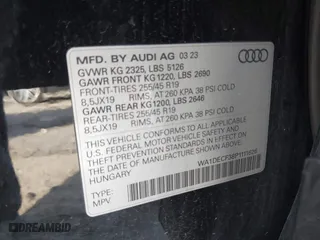 MFD. BY AUDI AG 03 23
GVWR KG 2325, LBS 5126
GAWR FRONT KG1220, LBS 2690
FRONT-TIRES 255/45 R19
8,5JX19 RIMS, AT 260 KPA 38 PSI COLD
GAWR REAR KG1200, LBS 2646
REAR-TIRES 255/45 R19
8,5JX19 RIMS, AT 260 KPA 38 PSI COLD
THIS VEHICLE CONFORMS TO ALL
APPLICABLE FEDERAL MOTOR VEHICLE
SAFETY AND THEFT PREVENTION
STANDARDS IN EFFECT ON THE DATE
OF MANUFACTURE SHOWN ABOVE.
HUNGARY
TYPE:
MPV
DREAMBID